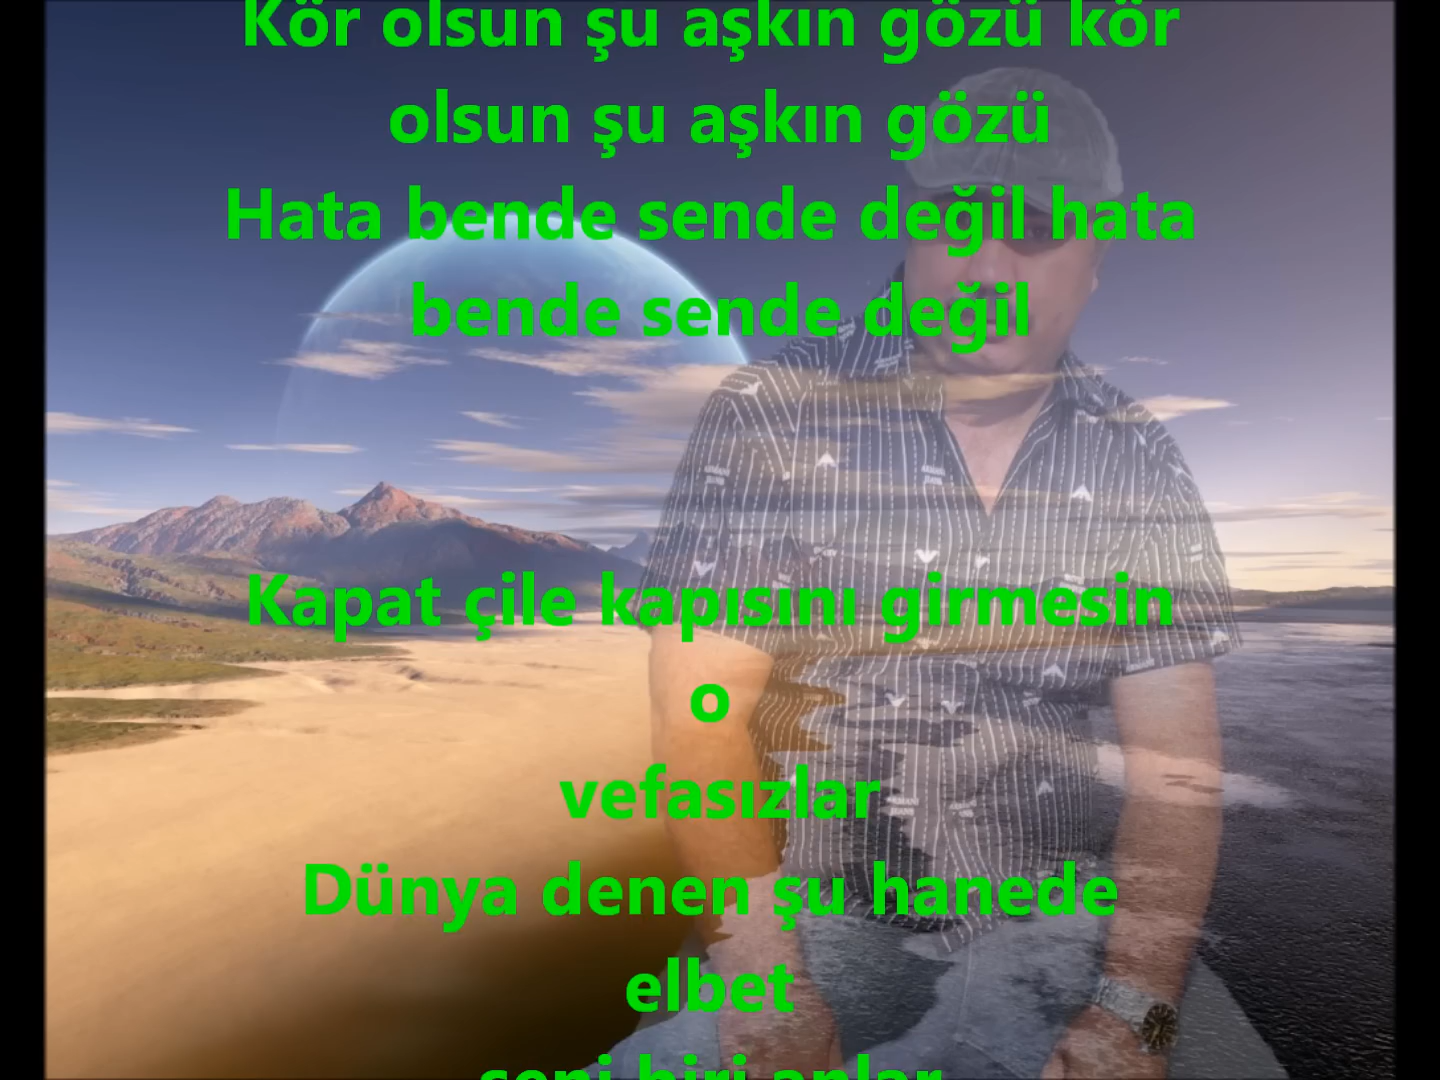 Kör olsun şu aşkın gözü kör
olsun şu aşkın gözü
Hata bende sende değil hata
bende sende değil
Kapat çile kapısını girmesin
o
vefasızlar
Dünya denen şu hanede
elbet
seni biri anlar